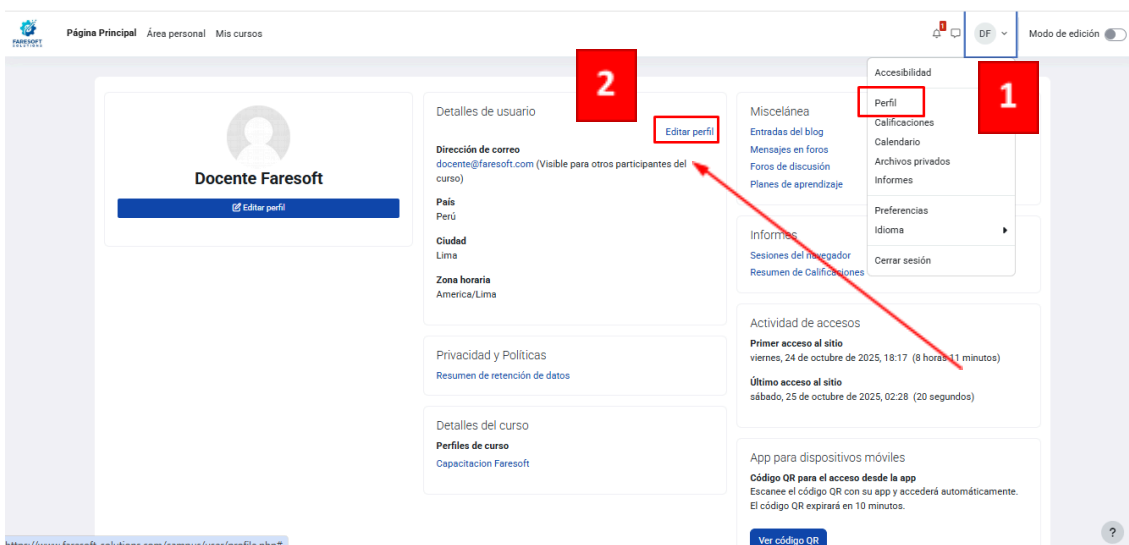 FARESOFT
SOLUTIONS
Página Principal Área personal Mis cursos
1
DF
Modo de edición
Accesibilidad
Perfil
Calificaciones
Calendario
Archivos privados
Informes
Preferencias
Idioma
Cerrar sesión
1
2
Docente Faresoft
Editar perfil
Detalles de usuario
Editar perfil
Dirección de correo
docente@faresoft.com (Visible para otros participantes del
curso)
País
Perú
Ciudad
Lima
Zona horaria
America/Lima
Privacidad y Políticas
Resumen de retención de datos
Detalles del curso
Perfiles de curso
Capacitacion Faresoft
Miscelánea
Entradas del blog
Mensajes en foros
Foros de discusión
Planes de aprendizaje
Informes
Sesiones del navegador
Resumen de Calificaciones
Actividad de accesos
Primer acceso al sitio
viernes, 24 de octubre de 2025, 18:17 (8 horas 11 minutos)
Último acceso al sitio
sábado, 25 de octubre de 2025, 02:28 (20 segundos)
App para dispositivos móviles
Código QR para el acceso desde la app
Escanee el código QR con su app y accederá automáticamente.
El código QR expirará en 10 minutos.
Ver código QR
?